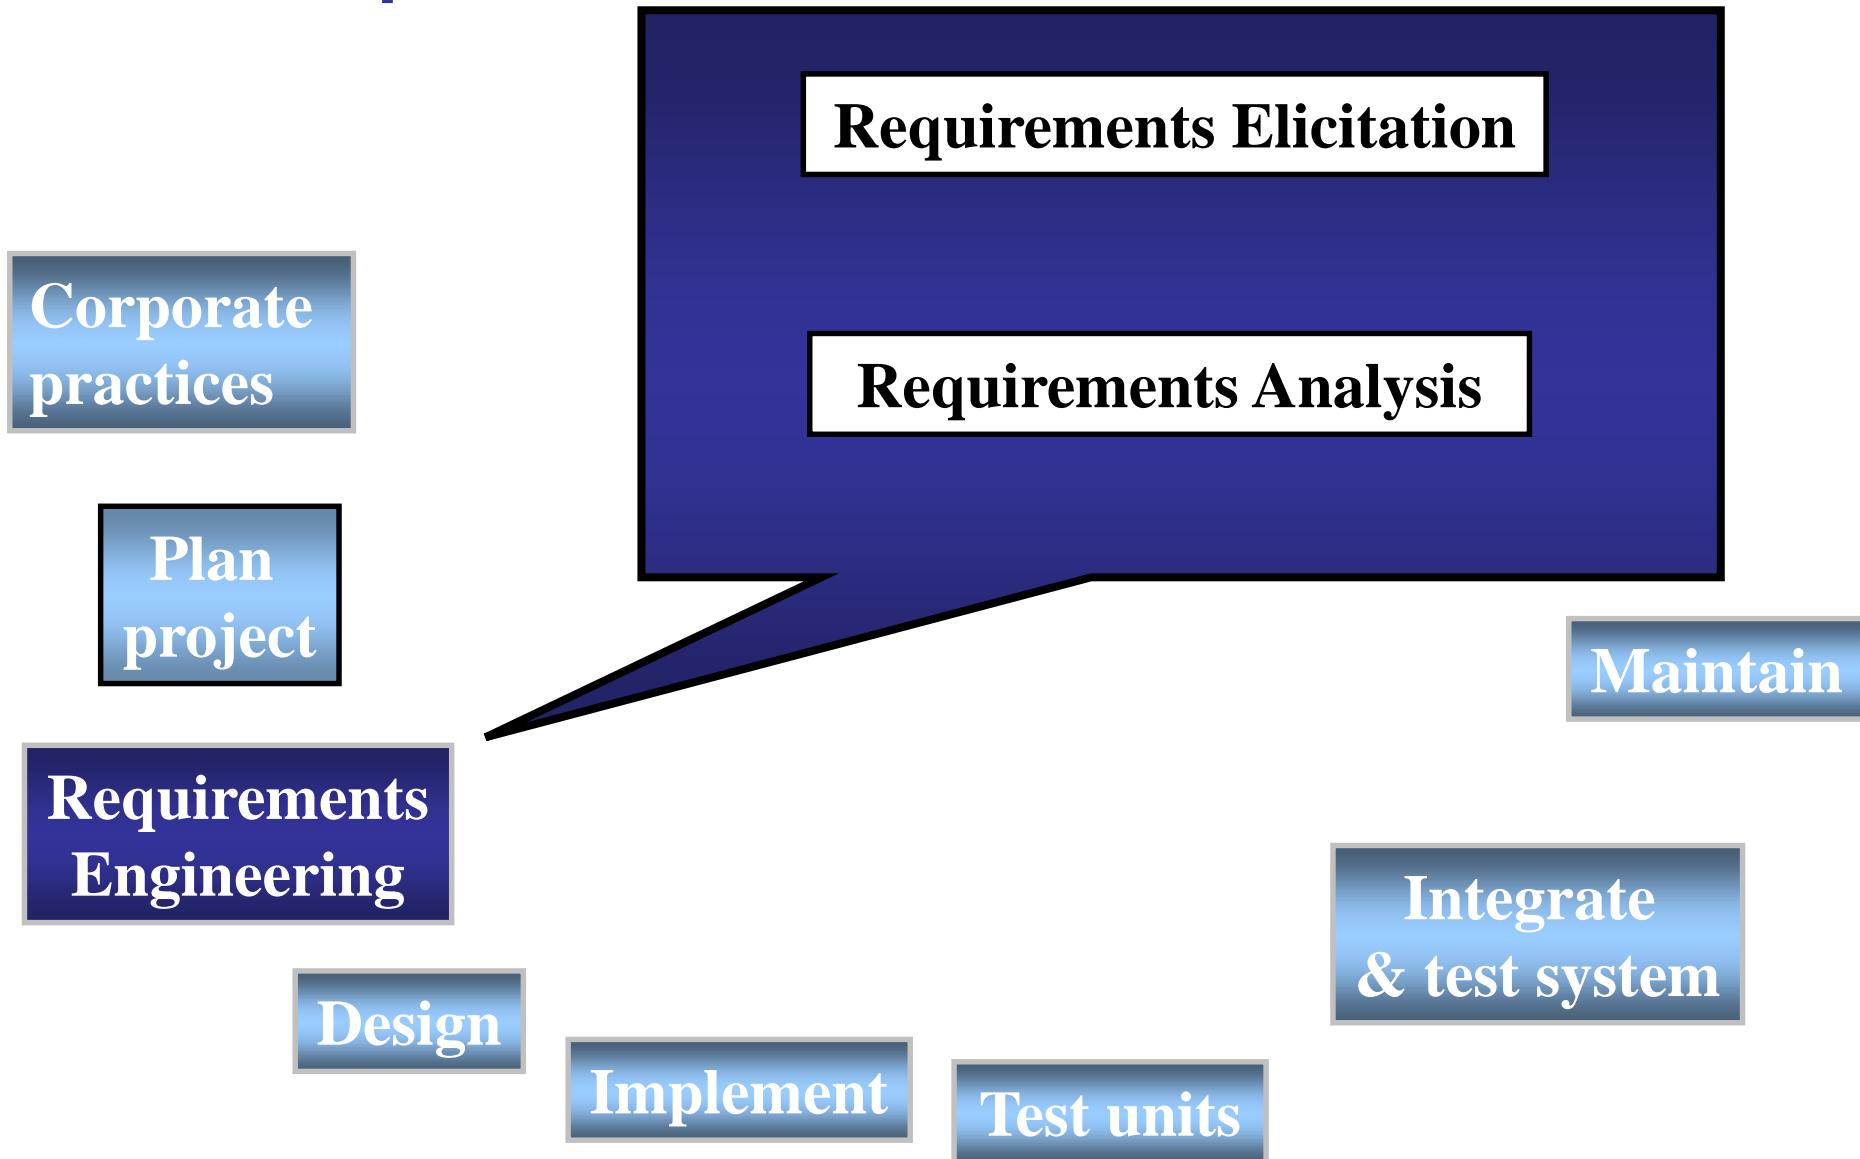 Requirements Elicitation
Requirements Analysis
Corporate
practices
Plan
project
Requirements
Engineering
Design
Implement
Test units
Integrate
& test system
Maintain